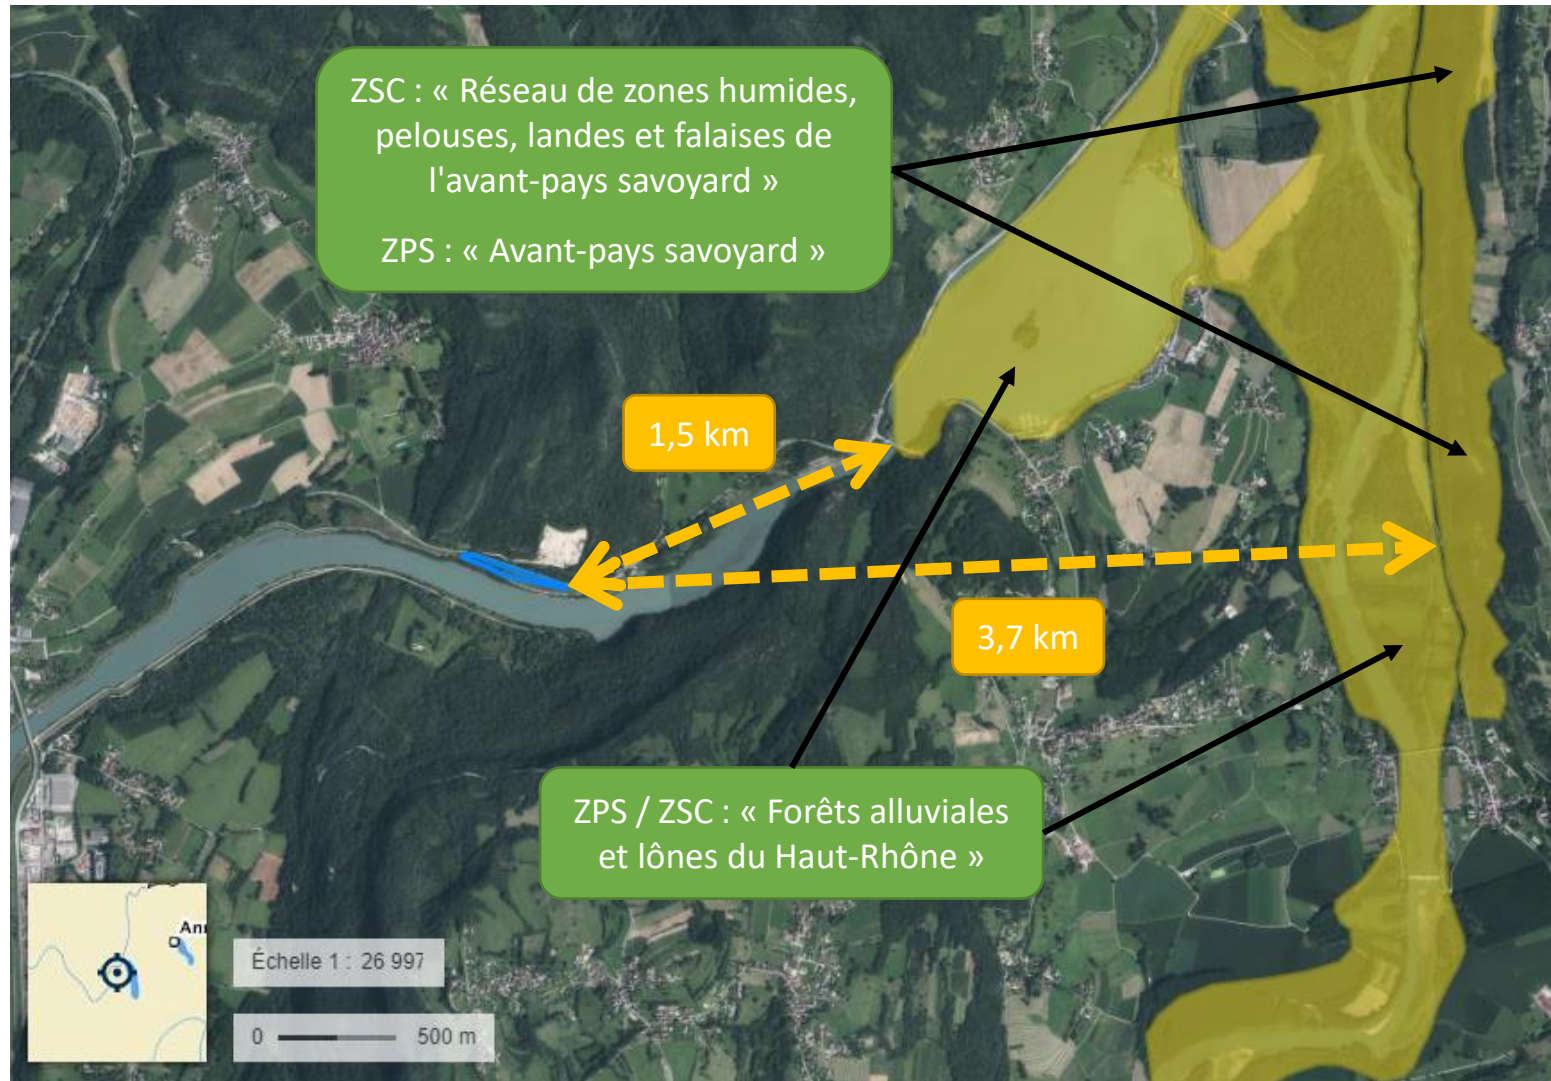 ZSC : « Réseau de zones humides,
pelouses, landes et falaises de
l'avant-pays savoyard »
ZPS : « Avant-pays savoyard »
1,5 km
3,7 km
ZPS / ZSC : « Forêts alluviales
et lônes du Haut-Rhône »
Ann
Échelle 1 : 26 997
0 500 m